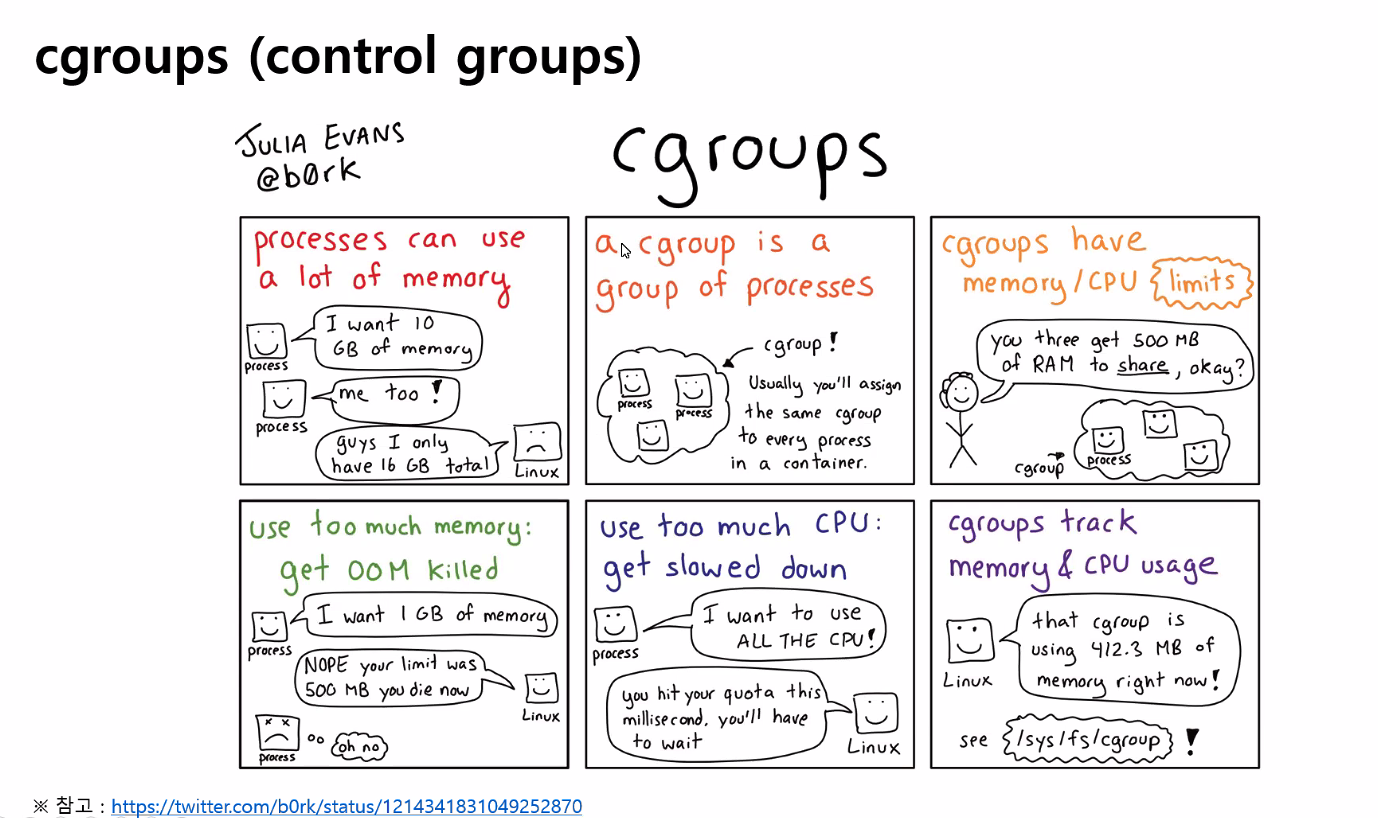 cgroups (control groups)
JULIA EVANS
@b0rk
cgroups
processes can use
a lot of memory
I want 10
GB of memory
process
me too!
process
guys I only
have 16 GB total
Linux
a cgroup is a
group of processes
cgroup!
process
process
Usually you'll assign
the same cgroup
to every process
in a container.
cgroups have
memory/CPU limits
you three get 500 MB
of RAM to share, okay?
cgroup
process
use too much memory:
get OOM killed
I want 1 GB of memory
process
NOPE your limit was
500 MB you die now
Linux
process
oh no
use too much CPU:
get slowed down
I want to use
ALL THE CPU!
process
you hit your quota this
millisecond. you'll have
to wait
Linux
cgroups track
memory & CPU usage
that cgroup is
using 412.3 MB of
memory right now!
Linux
see /sys/fs/cgroup!
※ 참고 : https://twitter.com/b0rk/status/1214341831049252870